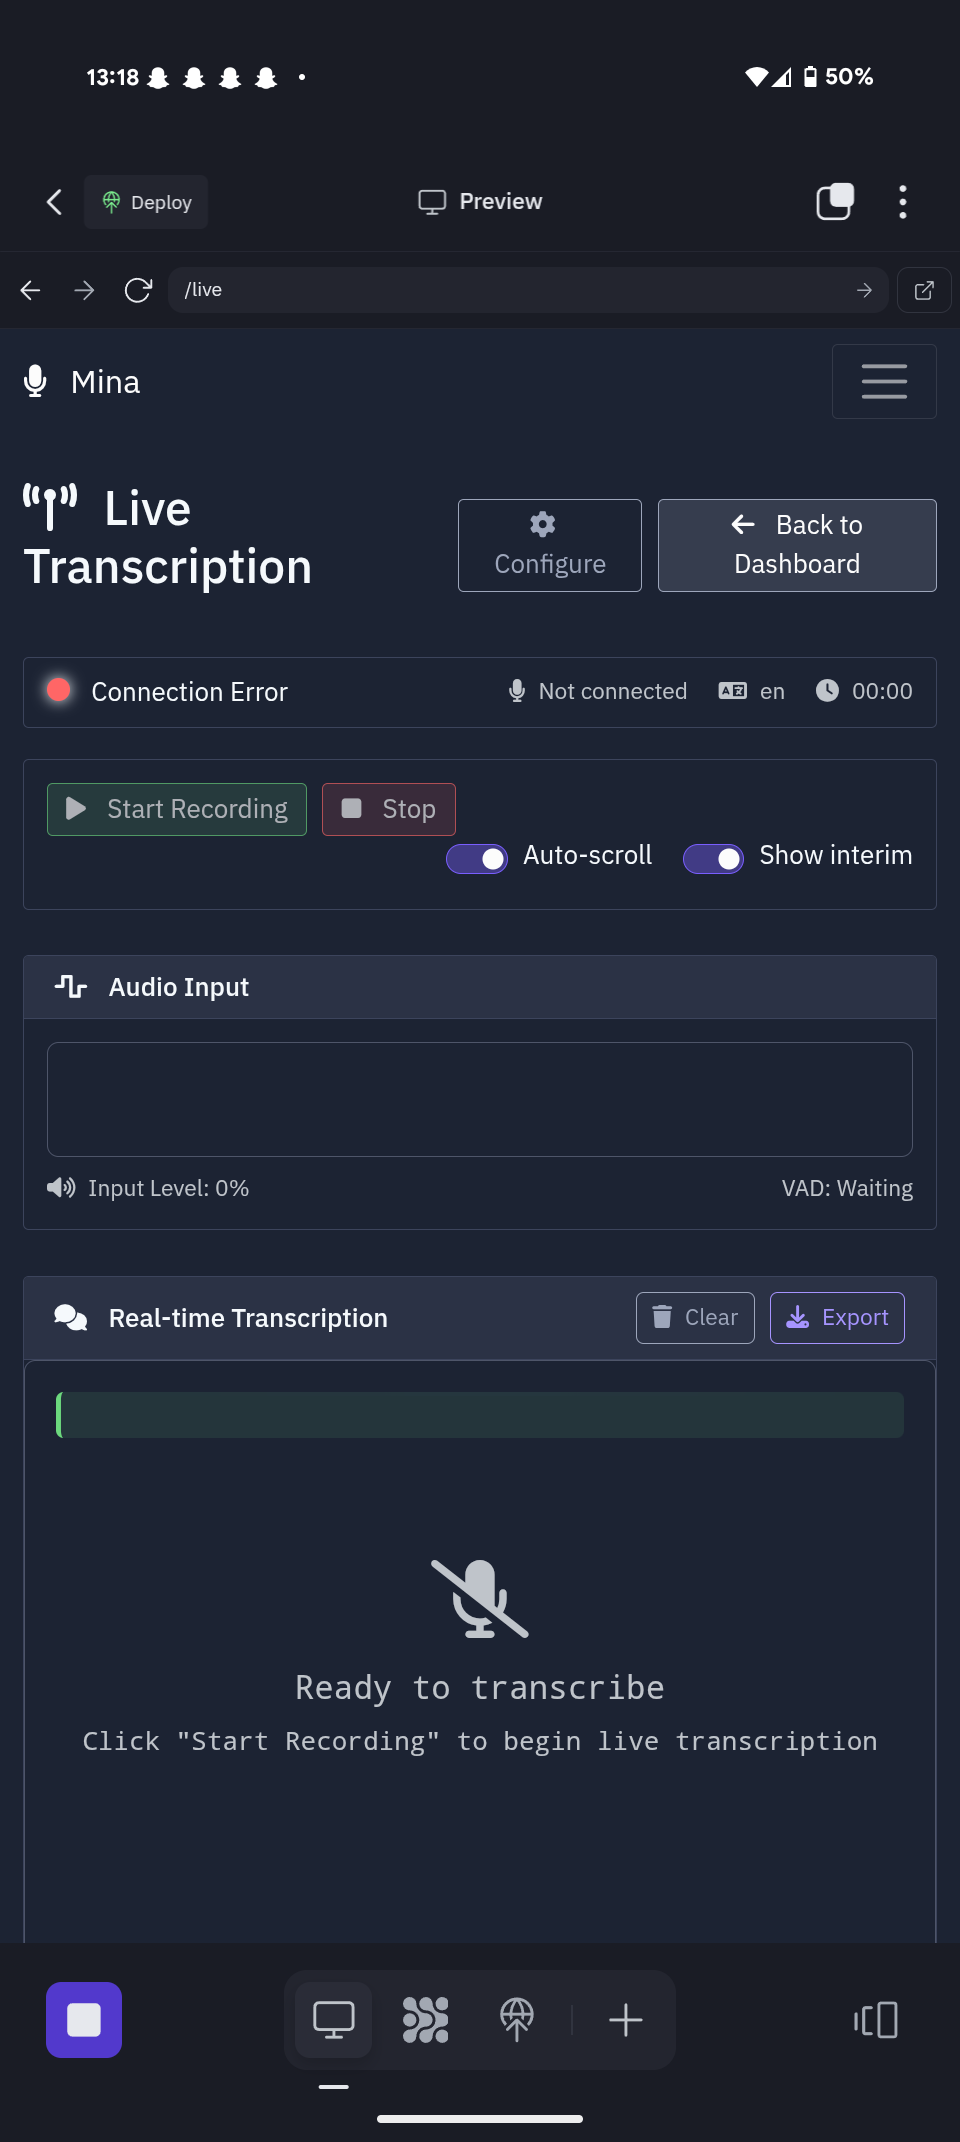 13:18
50%
Deploy
Preview
/live
Mina
Live
Transcription
Configure
Back to
Dashboard
Connection Error
Not connected
en
00:00
Start Recording
Stop
Auto-scroll
Show interim
Audio Input
Input Level: 0%
VAD: Waiting
Real-time Transcription
Clear
Export
Ready to transcribe
Click "Start Recording" to begin live transcription